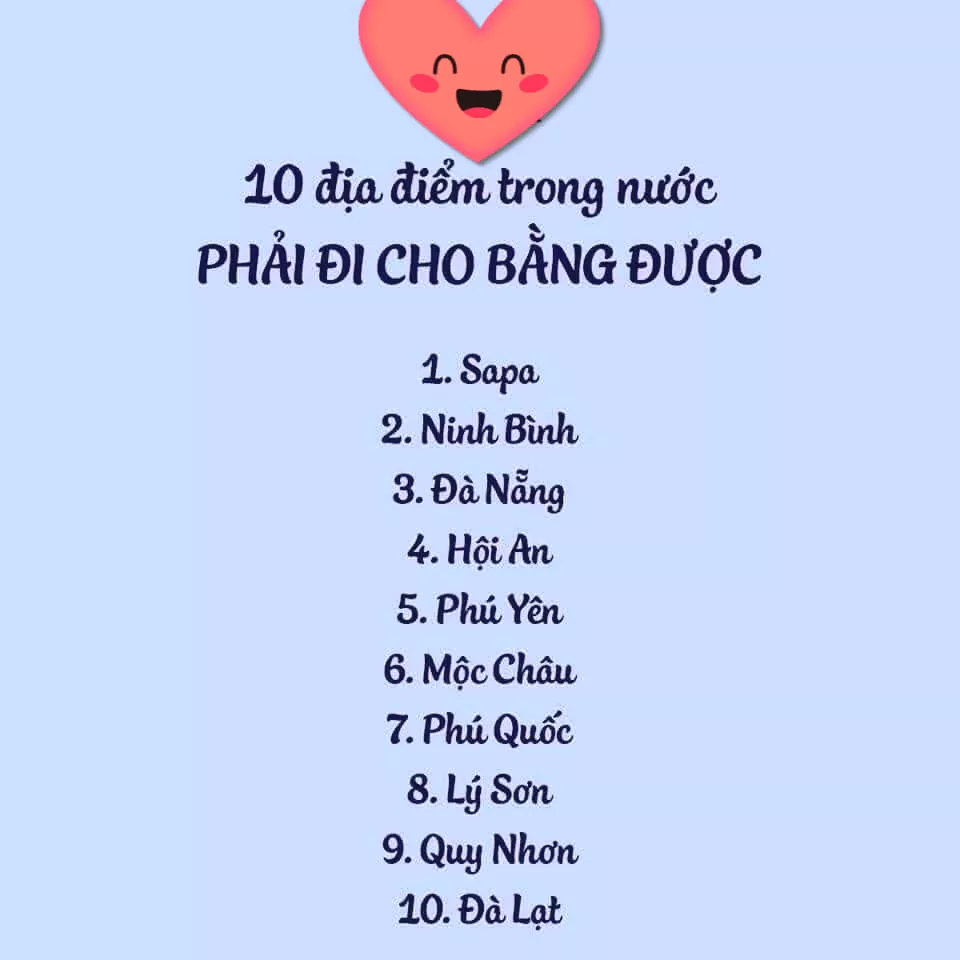 10 địa điểm trong nước
PHẢI ĐI CHO BẰNG ĐƯỢC
1. Sapa
2. Ninh Bình
3. Đà Nẵng
4. Hội An
5. Phú Yên
6. Mộc Châu
7. Phú Quốc
8. Lý Sơn
9. Quy Nhơn
10. Đà Lạt